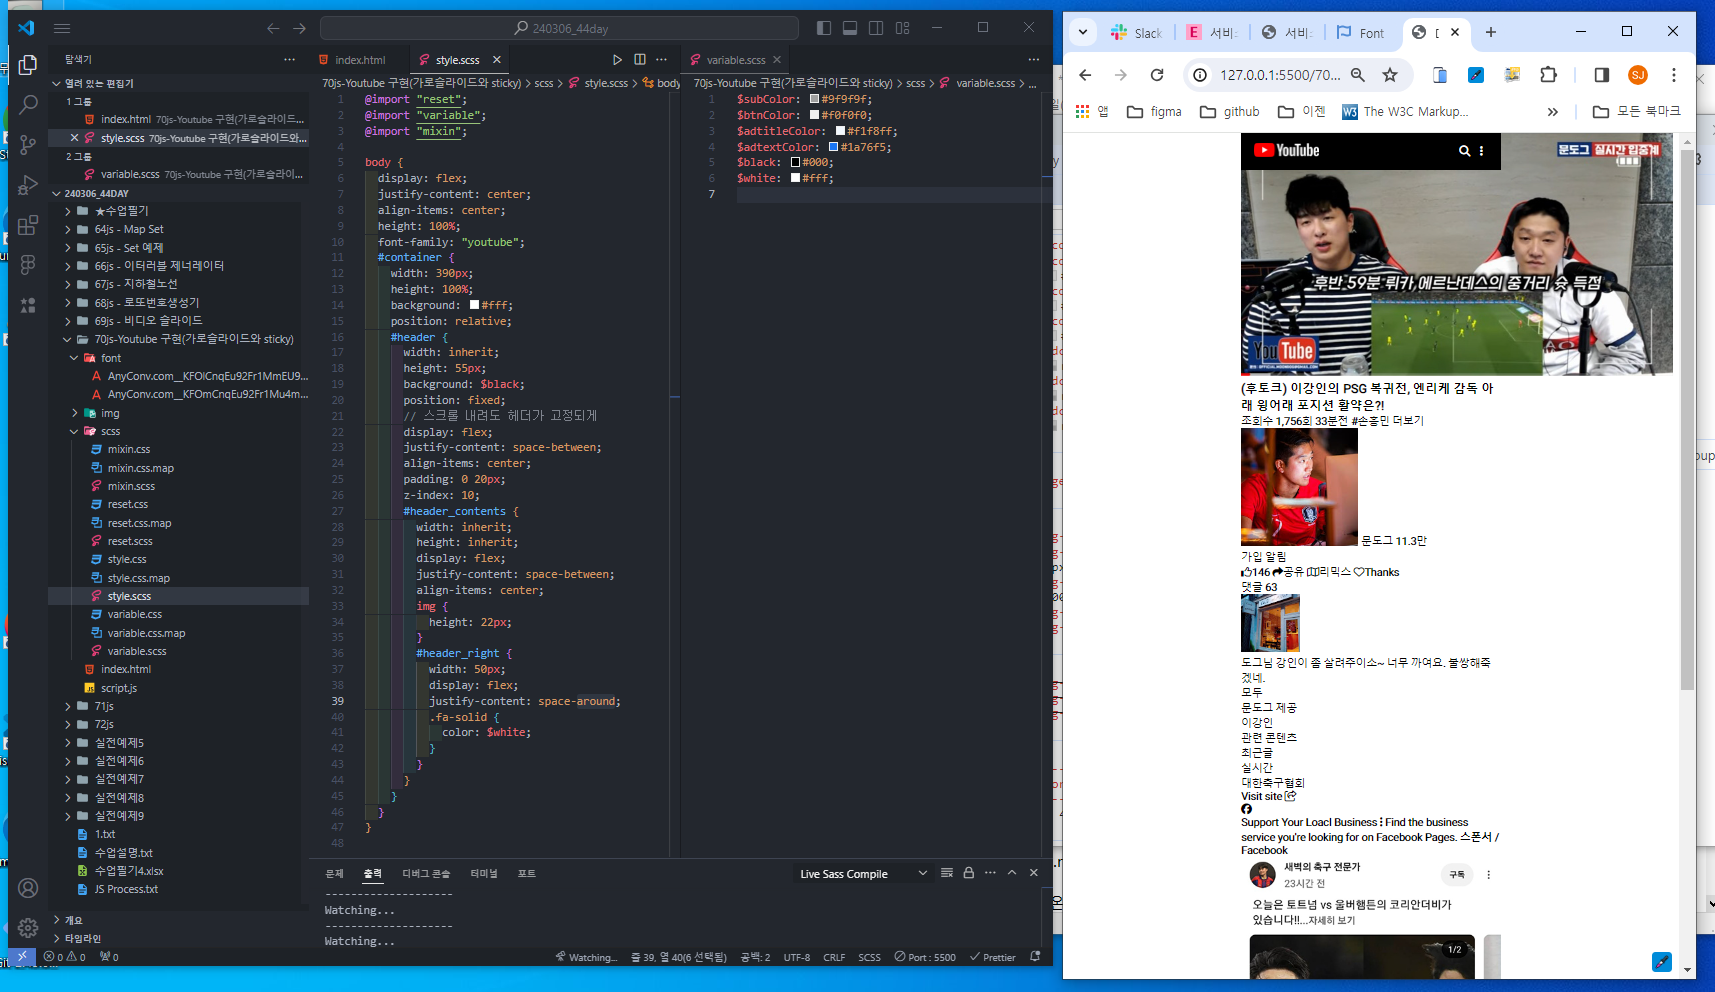 240306_44day
탐색기
열려 있는 편집기
1 그룹
index.html 70js-Youtube 구현(가로슬라이드...
style.scss 70js-Youtube 구현(가로슬라이드와...
2 그룹
variable.scss 70js-Youtube 구현(가로슬라이...
240306_44DAY
★수업필기
64js - Map Set
65js - Set 예제
66js - 이터러블 제너레이터
67js - 지하철노선
68js - 로또번호생성기
69js - 비디오 슬라이드
70js-Youtube 구현(가로슬라이드와 sticky)
font
AnyConv.com__KFOlCnqEu92Fr1MmEU9...
AnyConv.com__KFOmCnqEu92Fr1Mu4m...
img
scss
mixin.css
mixin.css.map
mixin.scss
reset.css
reset.css.map
reset.scss
style.css
style.css.map
style.scss
variable.css
variable.css.map
variable.scss
index.html
script.js
71js
72js
실전예제5
실전예제6
실전예제7
실전예제8
실전예제9
1.txt
수업설명.txt
수업필기4.xlsx
JS Process.txt
개요
타임라인
index.html
style.scss
70js-Youtube 구현(가로슬라이드와 sticky) > scss > style.scss > body
1 @import "reset";
2 @import "variable";
3 @import "mixin";
4
5 body {
6 display: flex;
7 justify-content: center;
8 align-items: center;
9 height: 100%;
10 font-family: "youtube";
11 #container {
12 width: 390px;
13 height: 100%;
14 background: #fff;
15 position: relative;
16 #header {
17 width: inherit;
18 height: 55px;
19 background: $black;
20 position: fixed;
21 // 스크롤 내려도 헤더가 고정되게
22 display: flex;
23 justify-content: space-between;
24 align-items: center;
25 padding: 0 20px;
26 z-index: 10;
27 #header_contents {
28 width: inherit;
29 height: inherit;
30 display: flex;
31 justify-content: space-between;
32 align-items: center;
33 img {
34 height: 22px;
35 }
36 #header_right {
37 width: 50px;
38 display: flex;
39 justify-content: space-around;
40 .fa-solid {
41 color: $white;
42 }
43 }
44 }
45 }
46 }
47 }
48
variable.scss
70js-Youtube 구현(가로슬라이드와 sticky) > scss > variable.scss > ...
1 $subColor: #9f9f9f;
2 $btnColor: #f0f0f0;
3 $adtitleColor: #f1f8ff;
4 $adtextColor: #1a76f5;
5 $black: #000;
6 $white: #fff;
7
문제 출력 디버그 콘솔 터미널 포트
Live Sass Compile
--------------------
Watching...
--------------------
Watching...
0 0 0
Watching...
줄 39, 열 40(6 선택됨)
공백: 2
UTF-8
CRLF
SCSS
Port : 5500
Prettier
Slack
서비
서비
Font
127.0.0.1:5500/70...
SJ
앱
figma
github
이젠
W3 The W3C Markup...
모든 북마크
YouTube
문도그 실시간 입중계
후반 59분 뤼카 에르난데스의 중거리 슛 득점
YouTube
(후토크) 이강인의 PSG 복귀전, 엔리케 감독 아
래 윙어래 포지션 활약은?!
조회수 1,756회 33분전 #손흥민 더보기
문도그 11.3만
가입 알림
146 공유 리믹스 Thanks
댓글 63
도그님 강인이 좀 살려주이소~ 너무 까여요. 불쌍해죽
겠네.
모두
문도그 제공
이강인
관련 콘텐츠
최근글
실시간
대한축구협회
Visit site
Support Your Loacl Business Find the business
service you're looking for on Facebook Pages. 스폰서 /
Facebook
새벽의 축구 전문가
23시간 전
구독
오늘은 토트넘 vs 울버햄튼의 코리안더비가
있습니다!!...자세히 보기
1/2